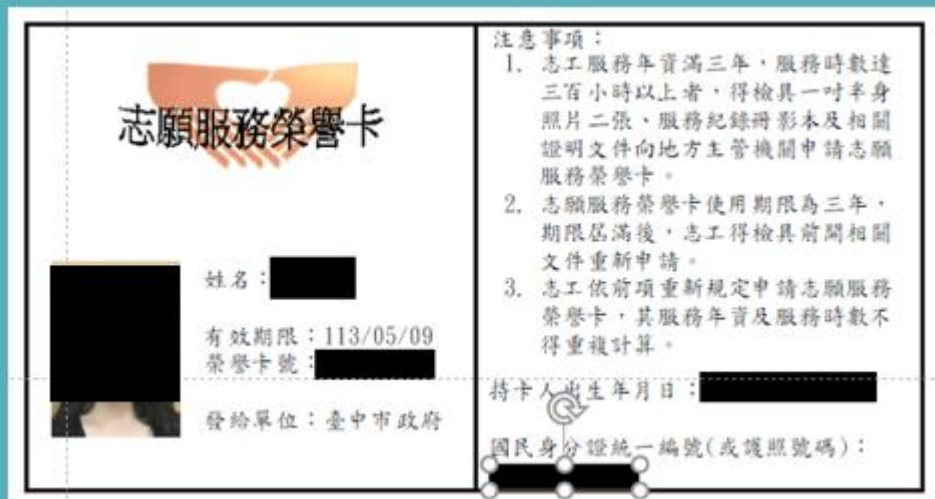 志願服務榮譽卡
姓名：
有效期限：113/05/09
榮譽卡號：
發給單位：臺中市政府
注意事項：
1. 志工服務年資滿三年，服務時數達
三百小時以上者，得檢具一吋半身
照片二張、服務紀錄冊影本及相關
證明文件向地方主管機關申請志願
服務榮譽卡。
2. 志願服務榮譽卡使用期限為三年，
期限屆滿後，志工得檢具前開相關
文件重新申請。
3. 志工依前項重新規定申請志願服務
榮譽卡，其服務年資及服務時數不
得重複計算。
持卡人出生年月日：
國民身分證統一編號(或護照號碼)：